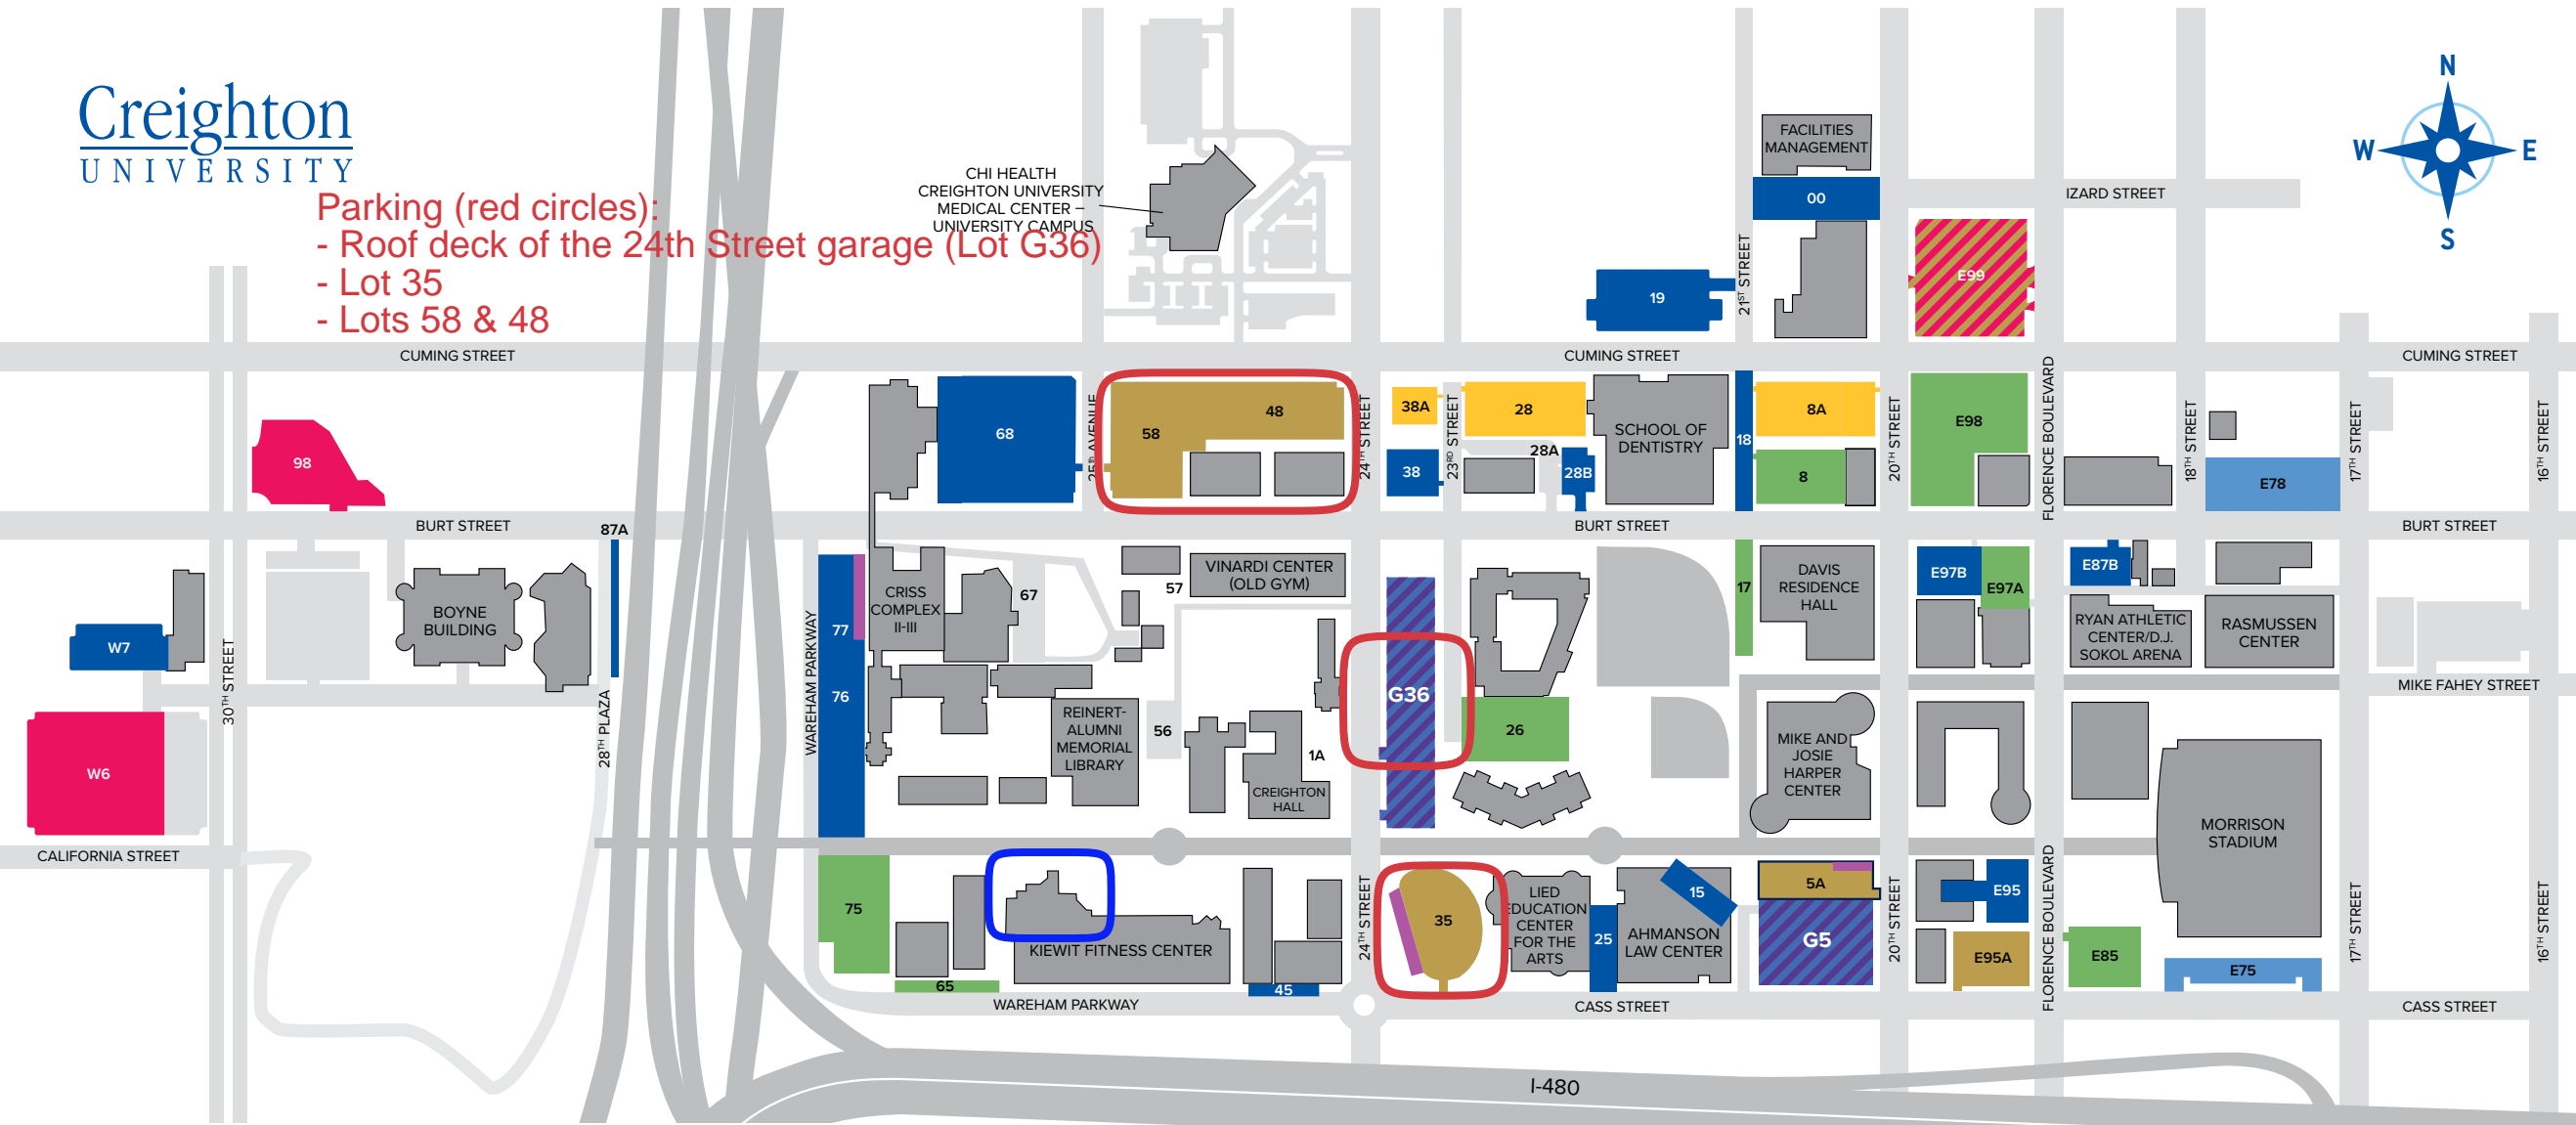 Creighton
UNIVERSITY
Parking (red circles):
- Roof deck of the 24th Street garage (Lot G36)
- Lot 35
- Lots 58 & 48
CHI HEALTH
CREIGHTON UNIVERSITY
MEDICAL CENTER –
UNIVERSITY CAMPUS
FACILITIES
MANAGEMENT
00
IZARD STREET
N
W
E
S
19
21ST STREET
E99
CUMING STREET
CUMING STREET
CUMING STREET
98
68
25TH AVENUE
58
48
24TH STREET
38A
38
23RD STREET
28
28A
28B
SCHOOL OF
DENTISTRY
18
8A
8
20TH STREET
E98
FLORENCE BOULEVARD
18TH STREET
E78
17TH STREET
16TH STREET
BURT STREET
87A
BURT STREET
BURT STREET
W7
30TH STREET
BOYNE
BUILDING
28TH PLAZA
WAREHAM PARKWAY
77
76
CRISS
COMPLEX
II-III
67
57
VINARDI CENTER
(OLD GYM)
REINERT-
ALUMNI
MEMORIAL
LIBRARY
56
1A
CREIGHTON
HALL
G36
26
17
DAVIS
RESIDENCE
HALL
E97B
E97A
E87B
RYAN ATHLETIC
CENTER/D.J.
SOKOL ARENA
RASMUSSEN
CENTER
MIKE FAHEY STREET
MIKE AND
JOSIE
HARPER
CENTER
MORRISON
STADIUM
W6
CALIFORNIA STREET
75
65
KIEWIT FITNESS CENTER
45
24TH STREET
35
LIED
EDUCATION
CENTER
FOR THE
ARTS
25
15
AHMANSON
LAW CENTER
5A
G5
20TH STREET
E95
E95A
FLORENCE BOULEVARD
E85
E75
17TH STREET
16TH STREET
WAREHAM PARKWAY
CASS STREET
CASS STREET
I-480